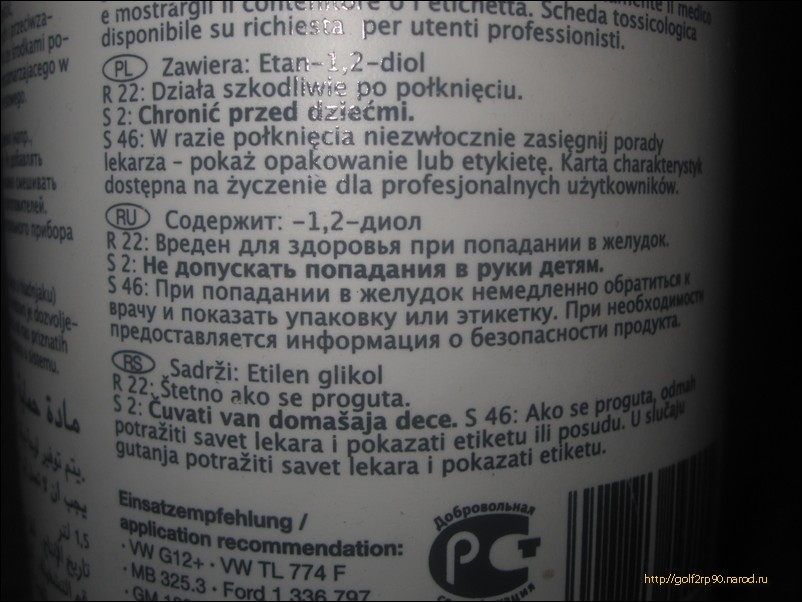 e mostrargli il contenitore o l'etichetta. Scheda tossicologica
disponibile su richiesta per utenti professionisti.
PL Zawiera: Etan-1,2-diol
R 22: Działa szkodliwie po połknięciu.
S 2: Chronić przed dziećmi.
S 46: W razie połknięcia niezwłocznie zasięgnij porady
lekarza – pokaż opakowanie lub etykietę. Karta charakterystyk
dostępna na życzenie dla profesjonalnych użytkowników.
RU Содержит: -1,2-диол
R 22: Вреден для здоровья при попадании в желудок.
S 2: Не допускать попадания в руки детям.
S 46: При попадании в желудок немедленно обратиться к
врачу и показать упаковку или этикетку. При необходимости
предоставляется информация о безопасности продукта.
RS Sadrži: Etilen glikol
R 22: Štetno ako se proguta.
S 2: Čuvati van domašaja dece. S 46: Ako se proguta, odmah
potražiti savet lekara i pokazati etiketu ili posudu. U slučaju
gutanja potražiti savet lekara i pokazati etiketu.
Einsatzempfehlung /
application recommendation:
· VW G12+ · VW TL 774 F
· MB 325.3 · Ford 1 336 797
Добровольная
РСТ
http://golf2rp90.narod.ru